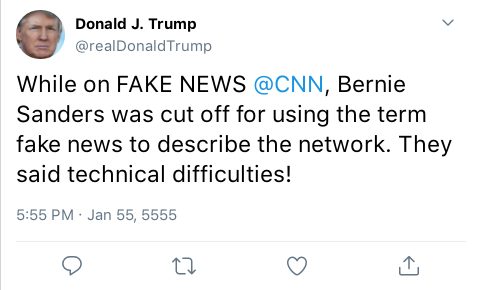 Donald J. Trump
@realDonaldTrump
While on FAKE NEWS @CNN, Bernie
Sanders was cut off for using the term
fake news to describe the network. They
said technical difficulties!
5:55 PM · Jan 55, 5555